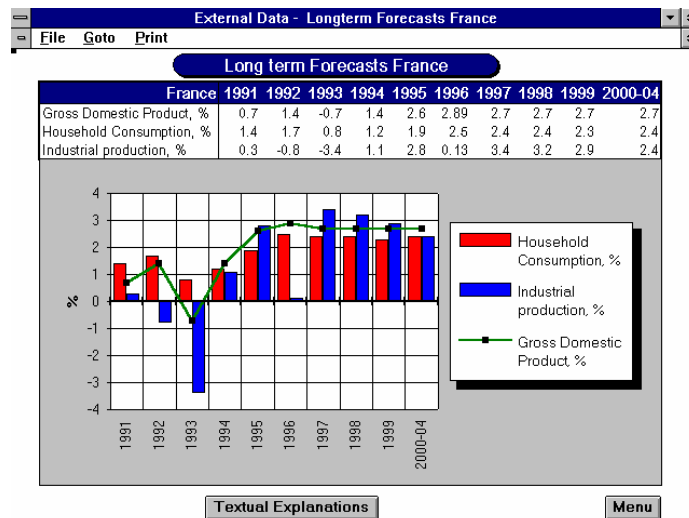 External Data - Longterm Forecasts France
File Goto Print
Long term Forecasts France
France 1991 1992 1993 1994 1995 1996 1997 1998 1999 2000-04
Gross Domestic Product, % 0.7 1.4 -0.7 1.4 2.6 2.89 2.7 2.7 2.7 2.7
Household Consumption, % 1.4 1.7 0.8 1.2 1.9 2.5 2.4 2.4 2.3 2.4
Industrial production, % 0.3 -0.8 -3.4 1.1 2.8 0.13 3.4 3.2 2.9 2.4
4
3
2
1
0
-1
-2
-3
-4
%
1991 1992 1993 1994 1995 1996 1997 1998 1999 2000-04
Household
Consumption, %
Industrial
production, %
Gross Domestic
Product, %
Textual Explanations Menu